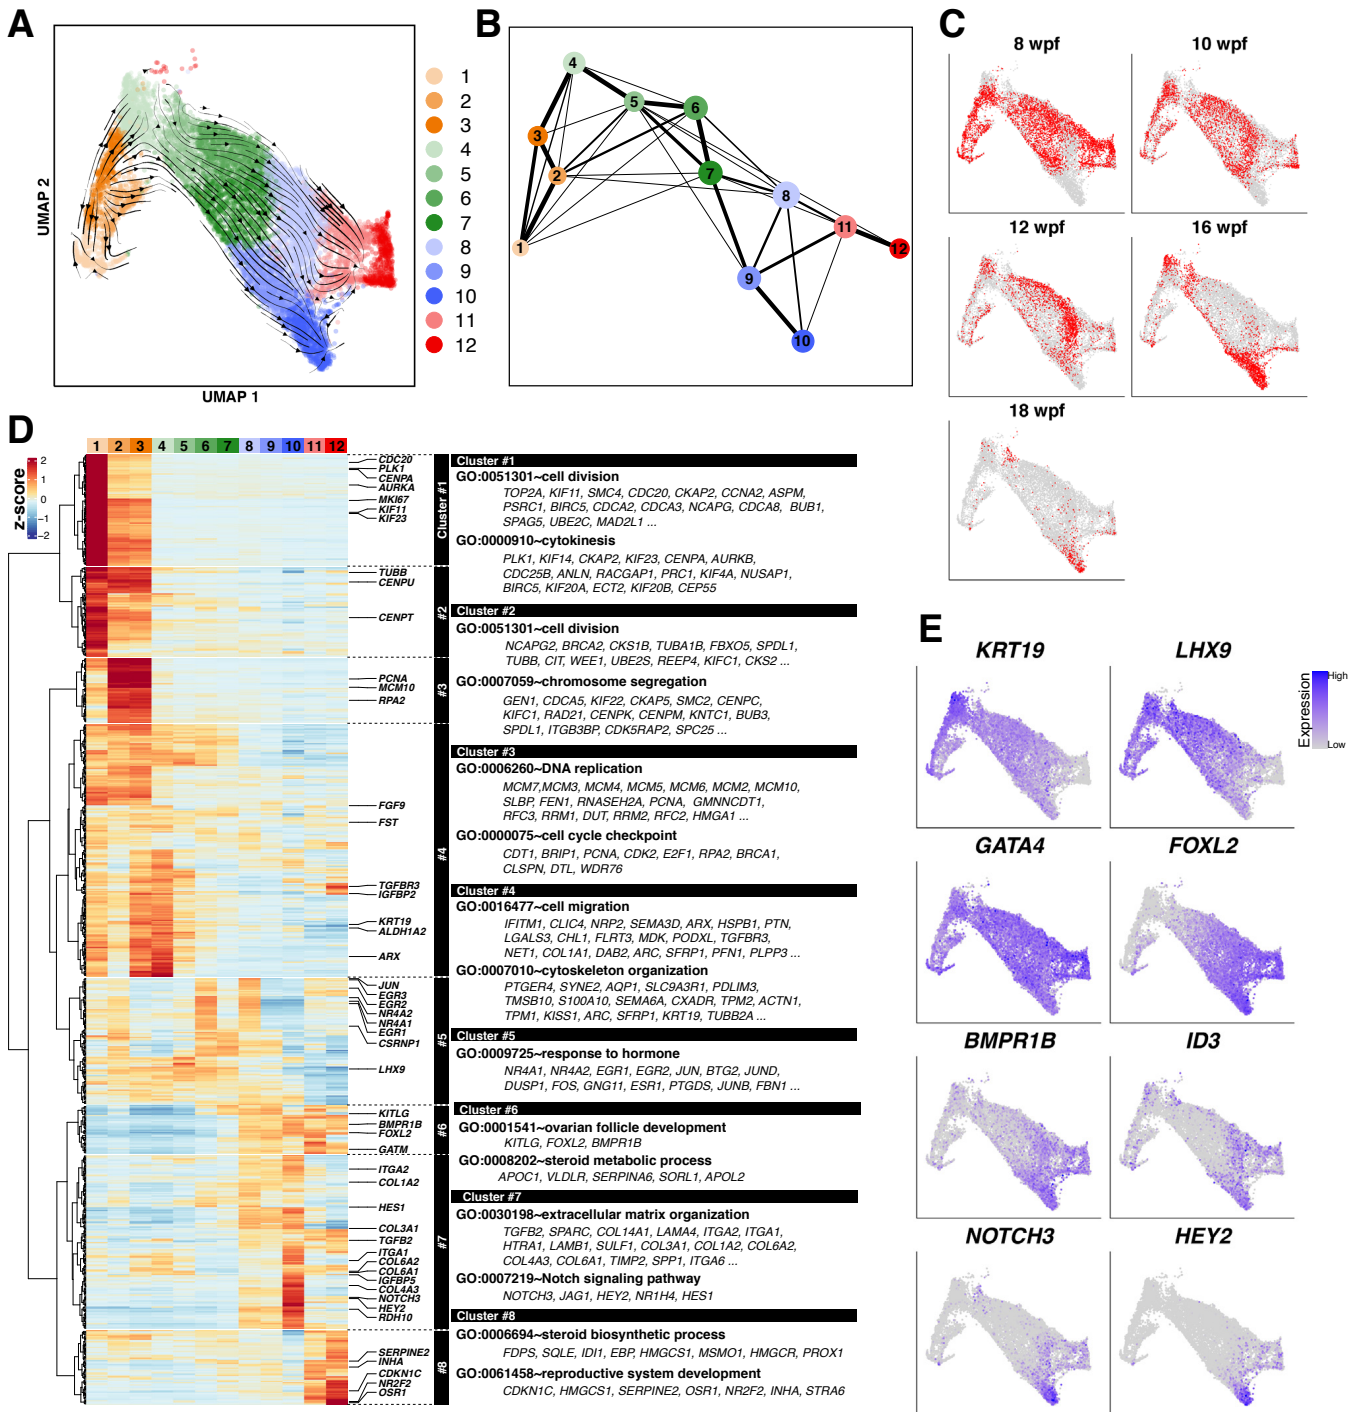 A
UMAP 2
UMAP 1
1
2
3
4
5
6
7
8
9
10
11
12
B
4
5
6
3
2
7
8
1
11
12
9
10
C
8 wpf
10 wpf
12 wpf
16 wpf
18 wpf
D
z-score
2
1
0
−1
−2
1 2 3 4 5 6 7 8 9 10 11 12
CDC20
PLK1
CENPA
AURKA
MKI67
KIF11
KIF23
TUBB
CENPU
CENPT
PCNA
MCM10
RPA2
FGF9
FST
TGFBR3
IGFBP2
KRT19
ALDH1A2
ARX
JUN
EGR3
EGR2
NR4A2
NR4A1
EGR1
CSRNP1
LHX9
KITLG
BMPR1B
FOXL2
GATM
ITGA2
COL1A2
HES1
COL3A1
TGFB2
ITGA1
COL6A2
COL6A1
IGFBP5
COL4A3
NOTCH3
HEY2
RDH10
SERPINE2
INHA
CDKN1C
NR2F2
OSR1
Cluster #1
#2
#3
#4
#5
#6
#7
#8
Cluster #1
GO:0051301~cell division
TOP2A, KIF11, SMC4, CDC20, CKAP2, CCNA2, ASPM,
PSRC1, BIRC5, CDCA2, CDCA3, NCAPG, CDCA8, BUB1,
SPAG5, UBE2C, MAD2L1 ...
GO:0000910~cytokinesis
PLK1, KIF14, CKAP2, KIF23, CENPA, AURKB,
CDC25B, ANLN, RACGAP1, PRC1, KIF4A, NUSAP1,
BIRC5, KIF20A, ECT2, KIF20B, CEP55
Cluster #2
GO:0051301~cell division
NCAPG2, BRCA2, CKS1B, TUBA1B, FBXO5, SPDL1,
TUBB, CIT, WEE1, UBE2S, REEP4, KIFC1, CKS2 ...
GO:0007059~chromosome segregation
GEN1, CDCA5, KIF22, CKAP5, SMC2, CENPC,
KIFC1, RAD21, CENPK, CENPM, KNTC1, BUB3,
SPDL1, ITGB3BP, CDK5RAP2, SPC25 ...
Cluster #3
GO:0006260~DNA replication
MCM7,MCM3, MCM4, MCM5, MCM6, MCM2, MCM10,
SLBP, FEN1, RNASEH2A, PCNA, GMNNCDT1,
RFC3, RRM1, DUT, RRM2, RFC2, HMGA1 ...
GO:0000075~cell cycle checkpoint
CDT1, BRIP1, PCNA, CDK2, E2F1, RPA2, BRCA1,
CLSPN, DTL, WDR76
Cluster #4
GO:0016477~cell migration
IFITM1, CLIC4, NRP2, SEMA3D, ARX, HSPB1, PTN,
LGALS3, CHL1, FLRT3, MDK, PODXL, TGFBR3,
NET1, COL1A1, DAB2, ARC, SFRP1, PFN1, PLPP3 ...
GO:0007010~cytoskeleton organization
PTGER4, SYNE2, AQP1, SLC9A3R1, PDLIM3,
TMSB10, S100A10, SEMA6A, CXADR, TPM2, ACTN1,
TPM1, KISS1, ARC, SFRP1, KRT19, TUBB2A ...
Cluster #5
GO:0009725~response to hormone
NR4A1, NR4A2, EGR1, EGR2, JUN, BTG2, JUND,
DUSP1, FOS, GNG11, ESR1, PTGDS, JUNB, FBN1 ...
Cluster #6
GO:0001541~ovarian follicle development
KITLG, FOXL2, BMPR1B
GO:0008202~steroid metabolic process
APOC1, VLDLR, SERPINA6, SORL1, APOL2
Cluster #7
GO:0030198~extracellular matrix organization
TGFB2, SPARC, COL14A1, LAMA4, ITGA2, ITGA1,
HTRA1, LAMB1, SULF1, COL3A1, COL1A2, COL6A2,
COL4A3, COL6A1, TIMP2, SPP1, ITGA6 ...
GO:0007219~Notch signaling pathway
NOTCH3, JAG1, HEY2, NR1H4, HES1
Cluster #8
GO:0006694~steroid biosynthetic process
FDPS, SQLE, IDI1, EBP, HMGCS1, MSMO1, HMGCR, PROX1
GO:0061458~reproductive system development
CDKN1C, HMGCS1, SERPINE2, OSR1, NR2F2, INHA, STRA6
E
KRT19
LHX9
Expression
High
Low
GATA4
FOXL2
BMPR1B
ID3
NOTCH3
HEY2